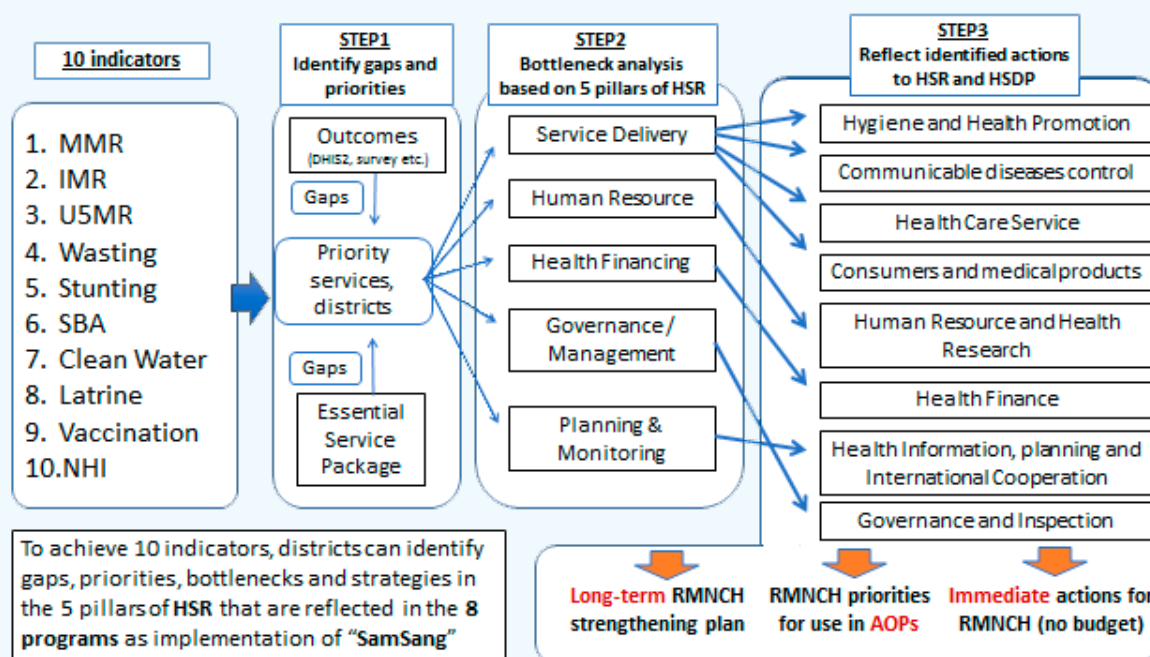 10 indicators
1. MMR
2. IMR
3. U5MR
4. Wasting
5. Stunting
6. SBA
7. Clean Water
8. Latrine
9. Vaccination
10.NHI
STEP1
Identify gaps and
priorities
Outcomes
(DHIS2, survey etc.)
Gaps
Priority
services,
districts
Gaps
Essential
Service
Package
STEP2
Bottleneck analysis
based on 5 pillars of HSR
Service Delivery
Human Resource
Health Financing
Governance /
Management
Planning &
Monitoring
STEP3
Reflect identified actions
to HSR and HSDP
Hygiene and Health Promotion
Communicable diseases control
Health Care Service
Consumers and medical products
Human Resource and Health
Research
Health Finance
Health Information, planning and
International Cooperation
Governance and Inspection
To achieve 10 indicators, districts can identify
gaps, priorities, bottlenecks and strategies in
the 5 pillars of HSR that are reflected in the 8
programs as implementation of “SamSang”
Long-term RMNCH
strengthening plan
RMNCH priorities
for use in AOPs
Immediate actions for
RMNCH (no budget)